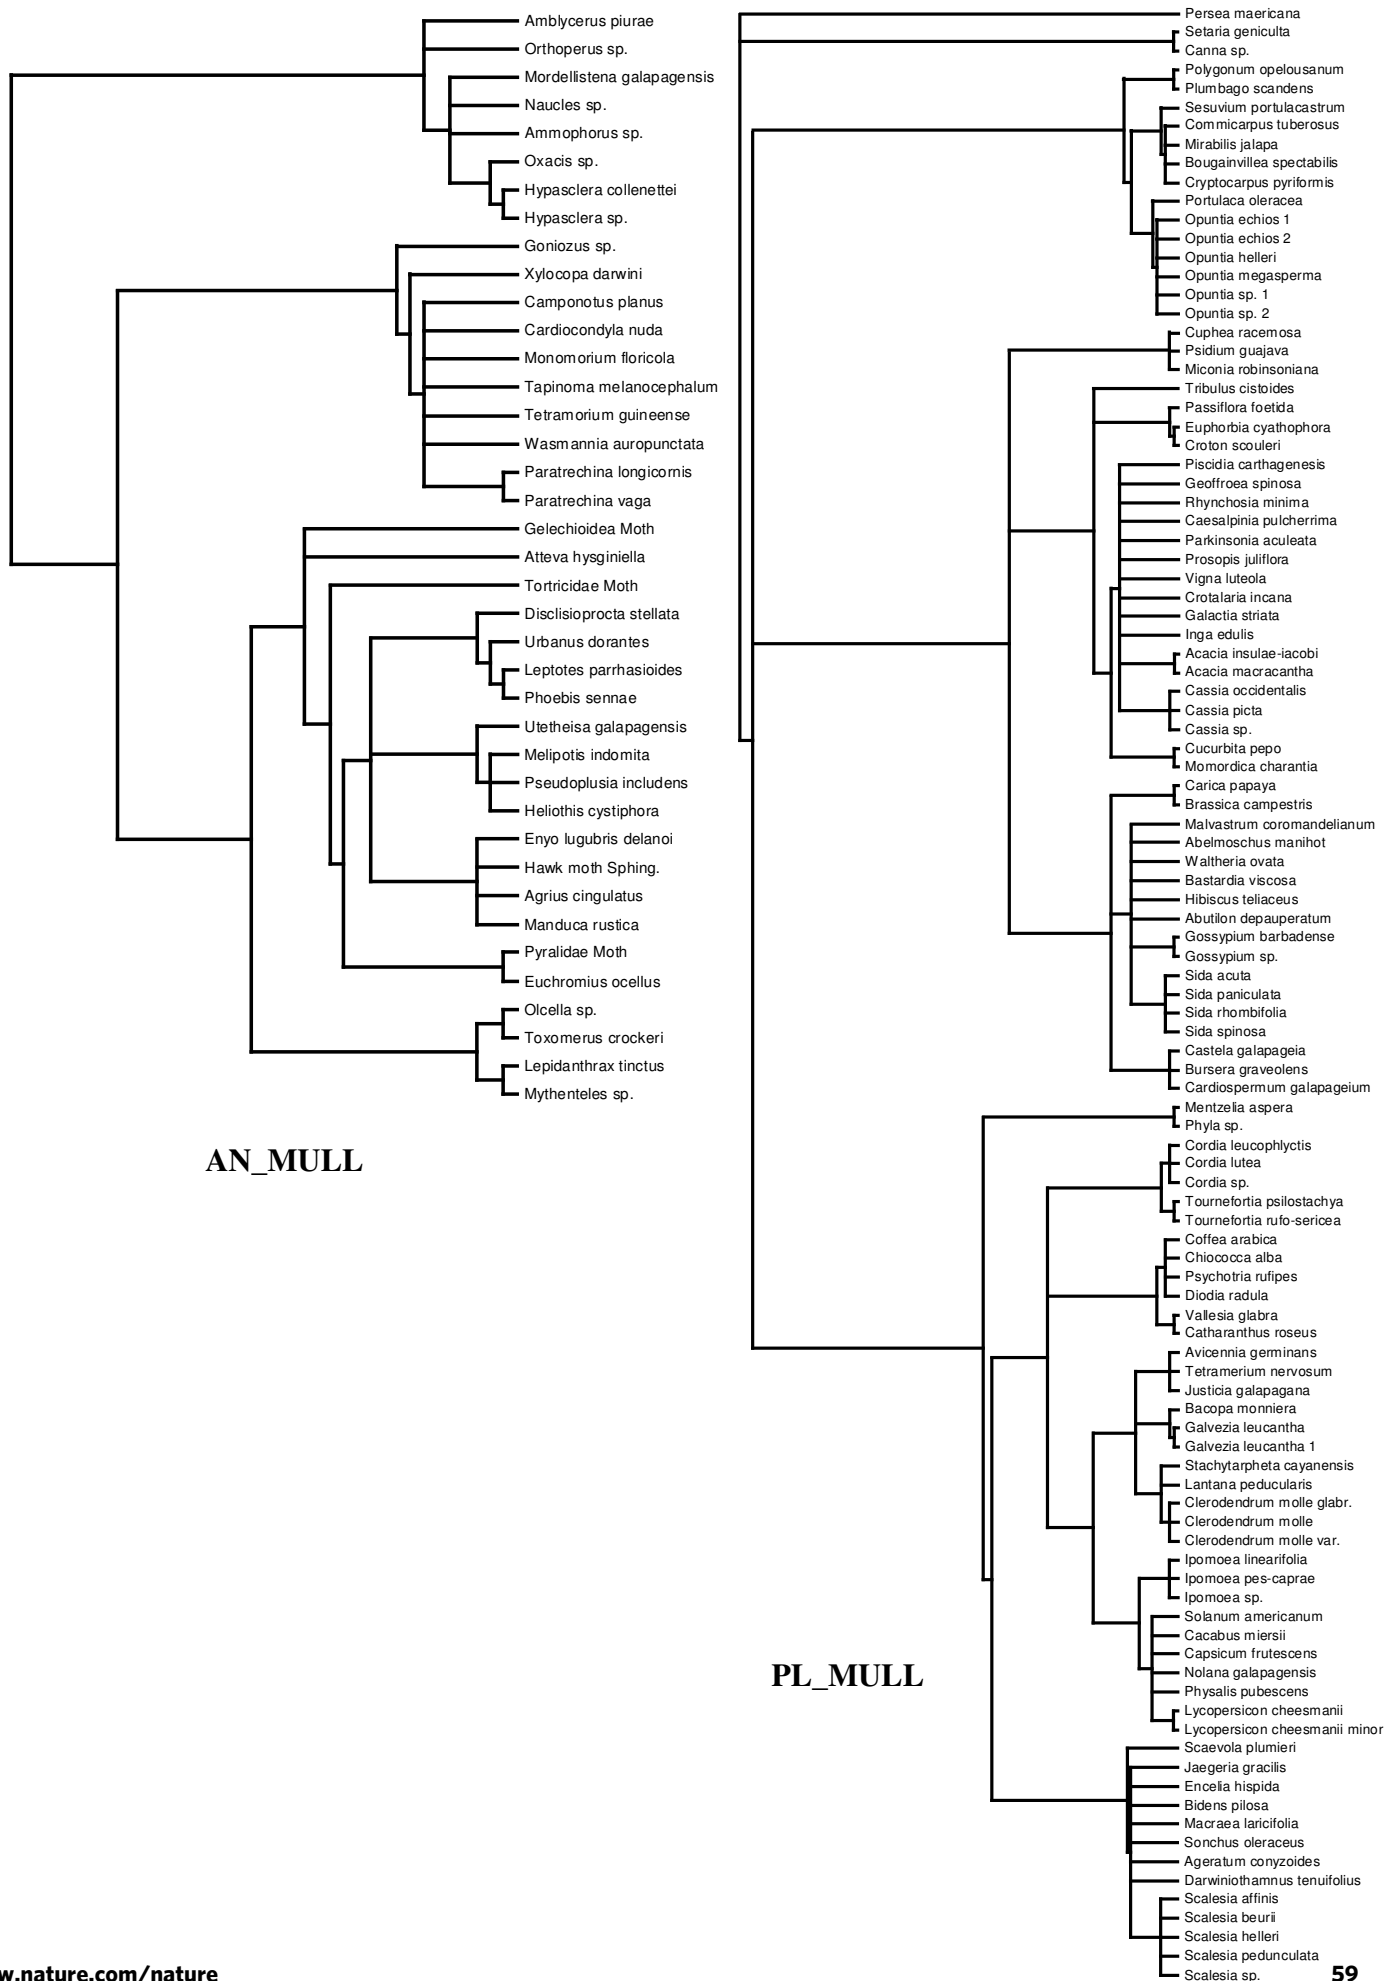 Amblycerus piurae
Orthoperus sp.
Mordellistena galapagensis
Naucles sp.
Ammophorus sp.
Oxacis sp.
Hypasclera collenettei
Hypasclera sp.
Goniozus sp.
Xylocopa darwini
Camponotus planus
Cardiocondyla nuda
Monomorium floricola
Tapinoma melanocephalum
Tetramorium guineense
Wasmannia auropunctata
Paratrechina longicornis
Paratrechina vaga
Gelechioidea Moth
Atteva hysginiella
Tortricidae Moth
Disclisioprocta stellata
Urbanus dorantes
Leptotes parrhasioides
Phoebis sennae
Utetheisa galapagensis
Melipotis indomita
Pseudoplusia includens
Heliothis cystiphora
Enyo lugubris delanoi
Hawk moth Sphing.
Agrius cingulatus
Manduca rustica
Pyralidae Moth
Euchromius ocellus
Olcella sp.
Toxomerus crockeri
Lepidanthrax tinctus
Mythenteles sp.
AN_MULL
Persea maericana
Setaria geniculta
Canna sp.
Polygonum opelousanum
Plumbago scandens
Sesuvium portulacastrum
Commicarpus tuberosus
Mirabilis jalapa
Bougainvillea spectabilis
Cryptocarpus pyriformis
Portulaca oleracea
Opuntia echios 1
Opuntia echios 2
Opuntia helleri
Opuntia megasperma
Opuntia sp. 1
Opuntia sp. 2
Cuphea racemosa
Psidium guajava
Miconia robinsoniana
Tribulus cistoides
Passiflora foetida
Euphorbia cyathophora
Croton scouleri
Piscidia carthagenesis
Geoffroea spinosa
Rhynchosia minima
Caesalpinia pulcherrima
Parkinsonia aculeata
Prosopis juliflora
Vigna luteola
Crotalaria incana
Galactia striata
Inga edulis
Acacia insulae-iacobi
Acacia macracantha
Cassia occidentalis
Cassia picta
Cassia sp.
Cucurbita pepo
Momordica charantia
Carica papaya
Brassica campestris
Malvastrum coromandelianum
Abelmoschus manihot
Waltheria ovata
Bastardia viscosa
Hibiscus teliaceus
Abutilon depauperatum
Gossypium barbadense
Gossypium sp.
Sida acuta
Sida paniculata
Sida rhombifolia
Sida spinosa
Castela galapageia
Bursera graveolens
Cardiospermum galapageium
Mentzelia aspera
Phyla sp.
Cordia leucophlyctis
Cordia lutea
Cordia sp.
Tournefortia psilostachya
Tournefortia rufo-sericea
Coffea arabica
Chiococca alba
Psychotria rufipes
Diodia radula
Vallesia glabra
Catharanthus roseus
Avicennia germinans
Tetramerium nervosum
Justicia galapagana
Bacopa monniera
Galvezia leucantha
Galvezia leucantha 1
Stachytarpheta cayanensis
Lantana peducularis
Clerodendrum molle glabr.
Clerodendrum molle
Clerodendrum molle var.
Ipomoea linearifolia
Ipomoea pes-caprae
Ipomoea sp.
Solanum americanum
Cacabus miersii
Capsicum frutescens
Nolana galapagensis
Physalis pubescens
Lycopersicon cheesmanii
Lycopersicon cheesmanii minor
Scaevola plumieri
Jaegeria gracilis
Encelia hispida
Bidens pilosa
Macraea laricifolia
Sonchus oleraceus
Ageratum conyzoides
Darwiniothamnus tenuifolius
Scalesia affinis
Scalesia beurii
Scalesia helleri
Scalesia pedunculata
Scalesia sp.
PL_MULL
w.nature.com/nature
59